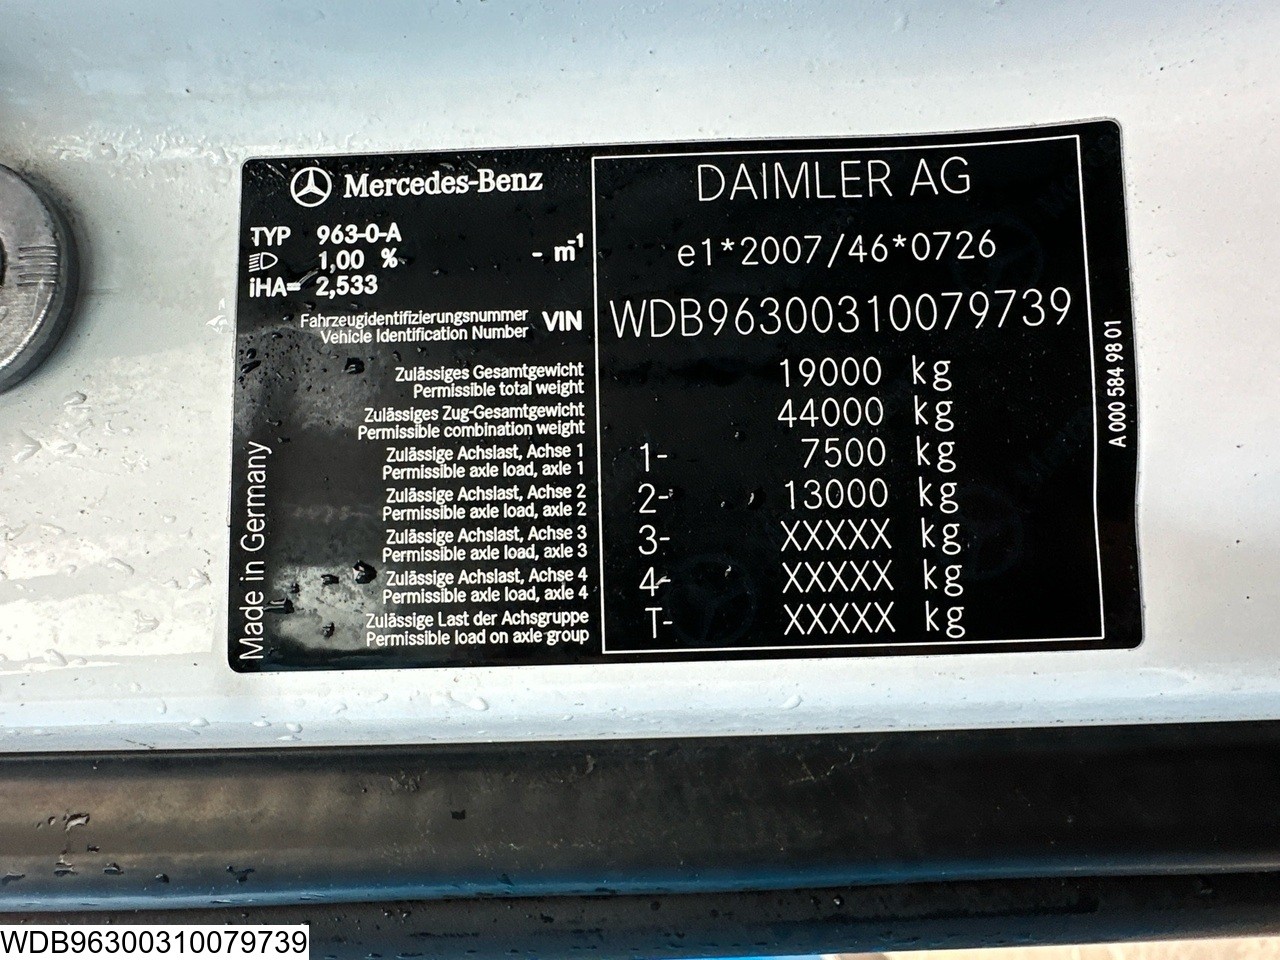 Mercedes-Benz
TYP 963-0-A
1,00 % - m⁻¹
iHA= 2,533
DAIMLER AG
e1*2007/46*0726
Fahrzeugidentifizierungsnummer
Vehicle Identification Number VIN WDB96300310079739
Zulässiges Gesamtgewicht
Permissible total weight 19000 kg
Zulässiges Zug-Gesamtgewicht
Permissible combination weight 44000 kg
Zulässige Achslast, Achse 1
Permissible axle load, axle 1 1- 7500 kg
Zulässige Achslast, Achse 2
Permissible axle load, axle 2 2- 13000 kg
Zulässige Achslast, Achse 3
Permissible axle load, axle 3 3- XXXXX kg
Zulässige Achslast, Achse 4
Permissible axle load, axle 4 4- XXXXX kg
Zulässige Last der Achsgruppe
Permissible load on axle group T- XXXXX kg
Made in Germany
A 000 584 98 01
WDB96300310079739